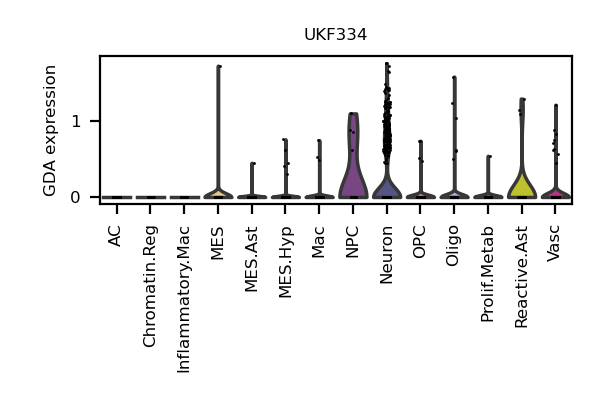 UKF334
GDA expression
1
0
AC
Chromatin.Reg
Inflammatory.Mac
MES
MES.Ast
MES.Hyp
Mac
NPC
Neuron
OPC
Oligo
Prolif.Metab
Reactive.Ast
Vasc